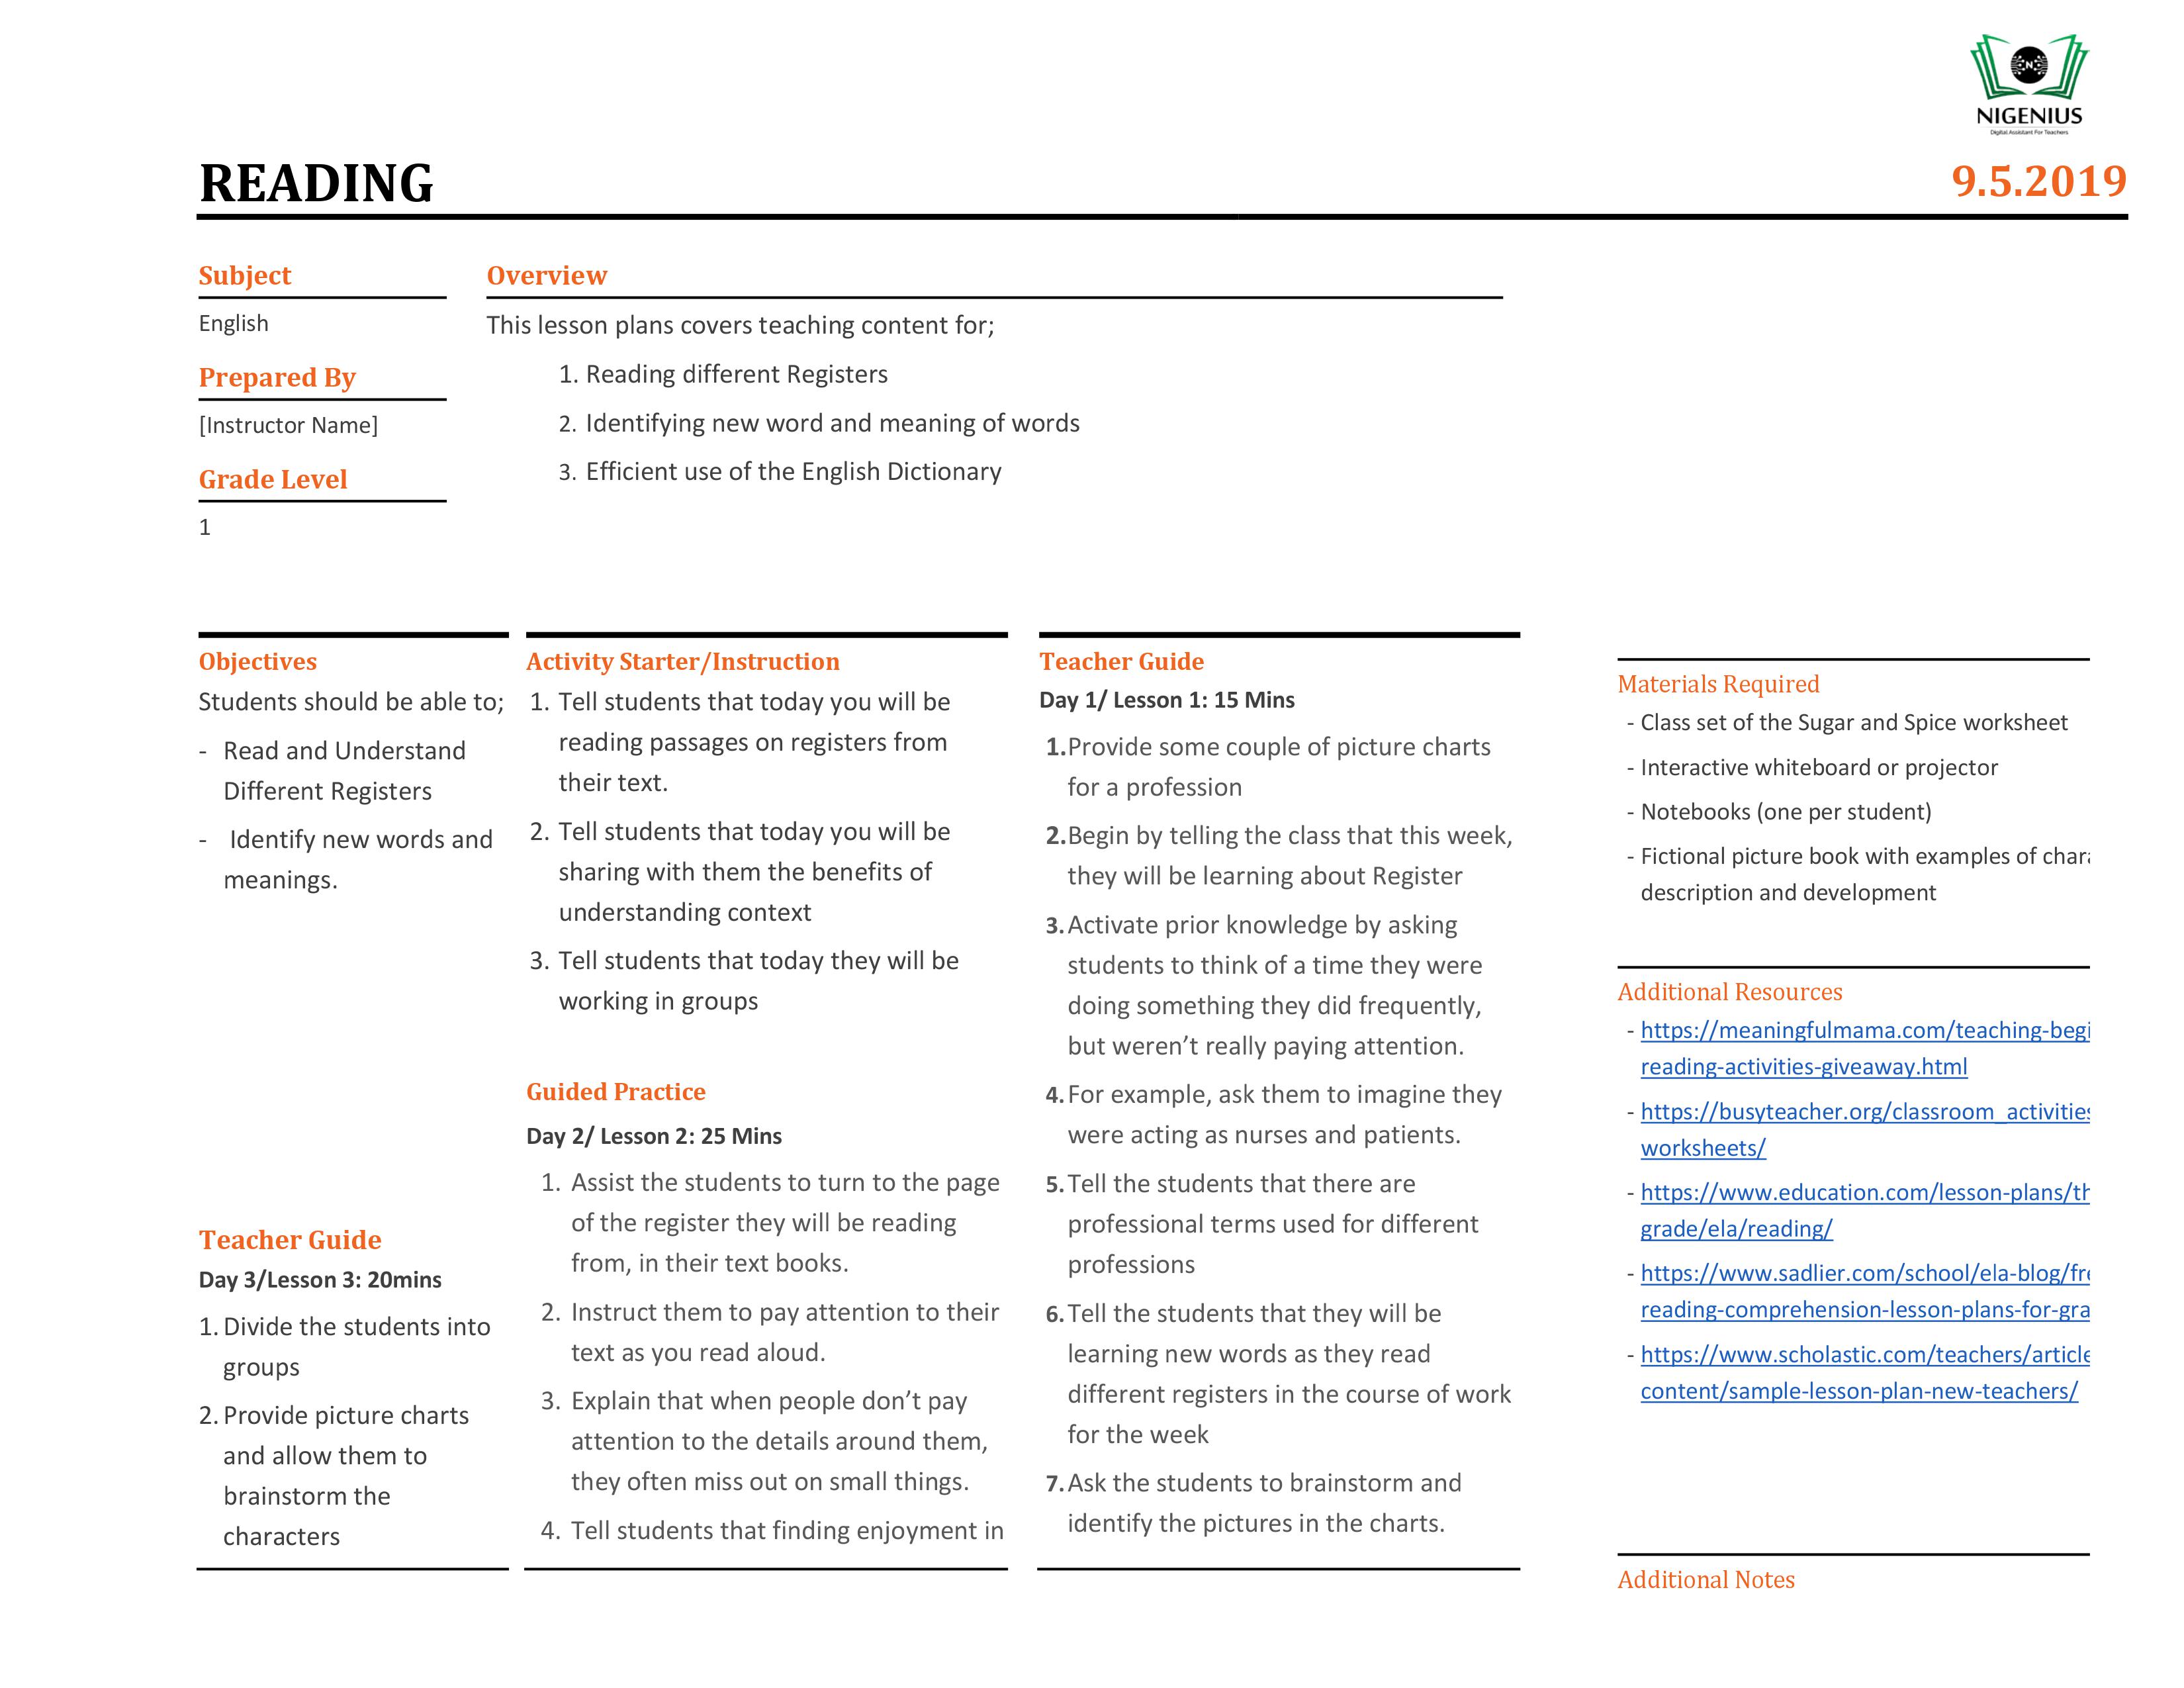 NIGENIUS
Digital Assistant For Teachers
READING
9.5.2019
Subject
English
Prepared By
[Instructor Name]
Grade Level
1
Overview
This lesson plans covers teaching content for;
1. Reading different Registers
2. Identifying new word and meaning of words
3. Efficient use of the English Dictionary
Objectives
Students should be able to;
- Read and Understand
Different Registers
- Identify new words and
meanings.
Teacher Guide
Day 3/Lesson 3: 20mins
1. Divide the students into
groups
2. Provide picture charts
and allow them to
brainstorm the
characters
Activity Starter/Instruction
1. Tell students that today you will be
reading passages on registers from
their text.
2. Tell students that today you will be
sharing with them the benefits of
understanding context
3. Tell students that today they will be
working in groups
Guided Practice
Day 2/ Lesson 2: 25 Mins
1. Assist the students to turn to the page
of the register they will be reading
from, in their text books.
2. Instruct them to pay attention to their
text as you read aloud.
3. Explain that when people don’t pay
attention to the details around them,
they often miss out on small things.
4. Tell students that finding enjoyment in
Teacher Guide
Day 1/ Lesson 1: 15 Mins
1.Provide some couple of picture charts
for a profession
2.Begin by telling the class that this week,
they will be learning about Register
3.Activate prior knowledge by asking
students to think of a time they were
doing something they did frequently,
but weren’t really paying attention.
4.For example, ask them to imagine they
were acting as nurses and patients.
5.Tell the students that there are
professional terms used for different
professions
6.Tell the students that they will be
learning new words as they read
different registers in the course of work
for the week
7.Ask the students to brainstorm and
identify the pictures in the charts.
Materials Required
- Class set of the Sugar and Spice worksheet
- Interactive whiteboard or projector
- Notebooks (one per student)
- Fictional picture book with examples of
description and development
Additional Resources
- https://meaningfulmama.com/teaching-begi
reading-activities-giveaway.html
- https://busyteacher.org/classroom_activities
worksheets/
- https://www.education.com/lesson-plans/th
grade/ela/reading/
- https://www.sadlier.com/school/ela-blog/fre
reading-comprehension-lesson-plans-for-gra
- https://www.scholastic.com/teachers/article
content/sample-lesson-plan-new-teachers/
Additional Notes